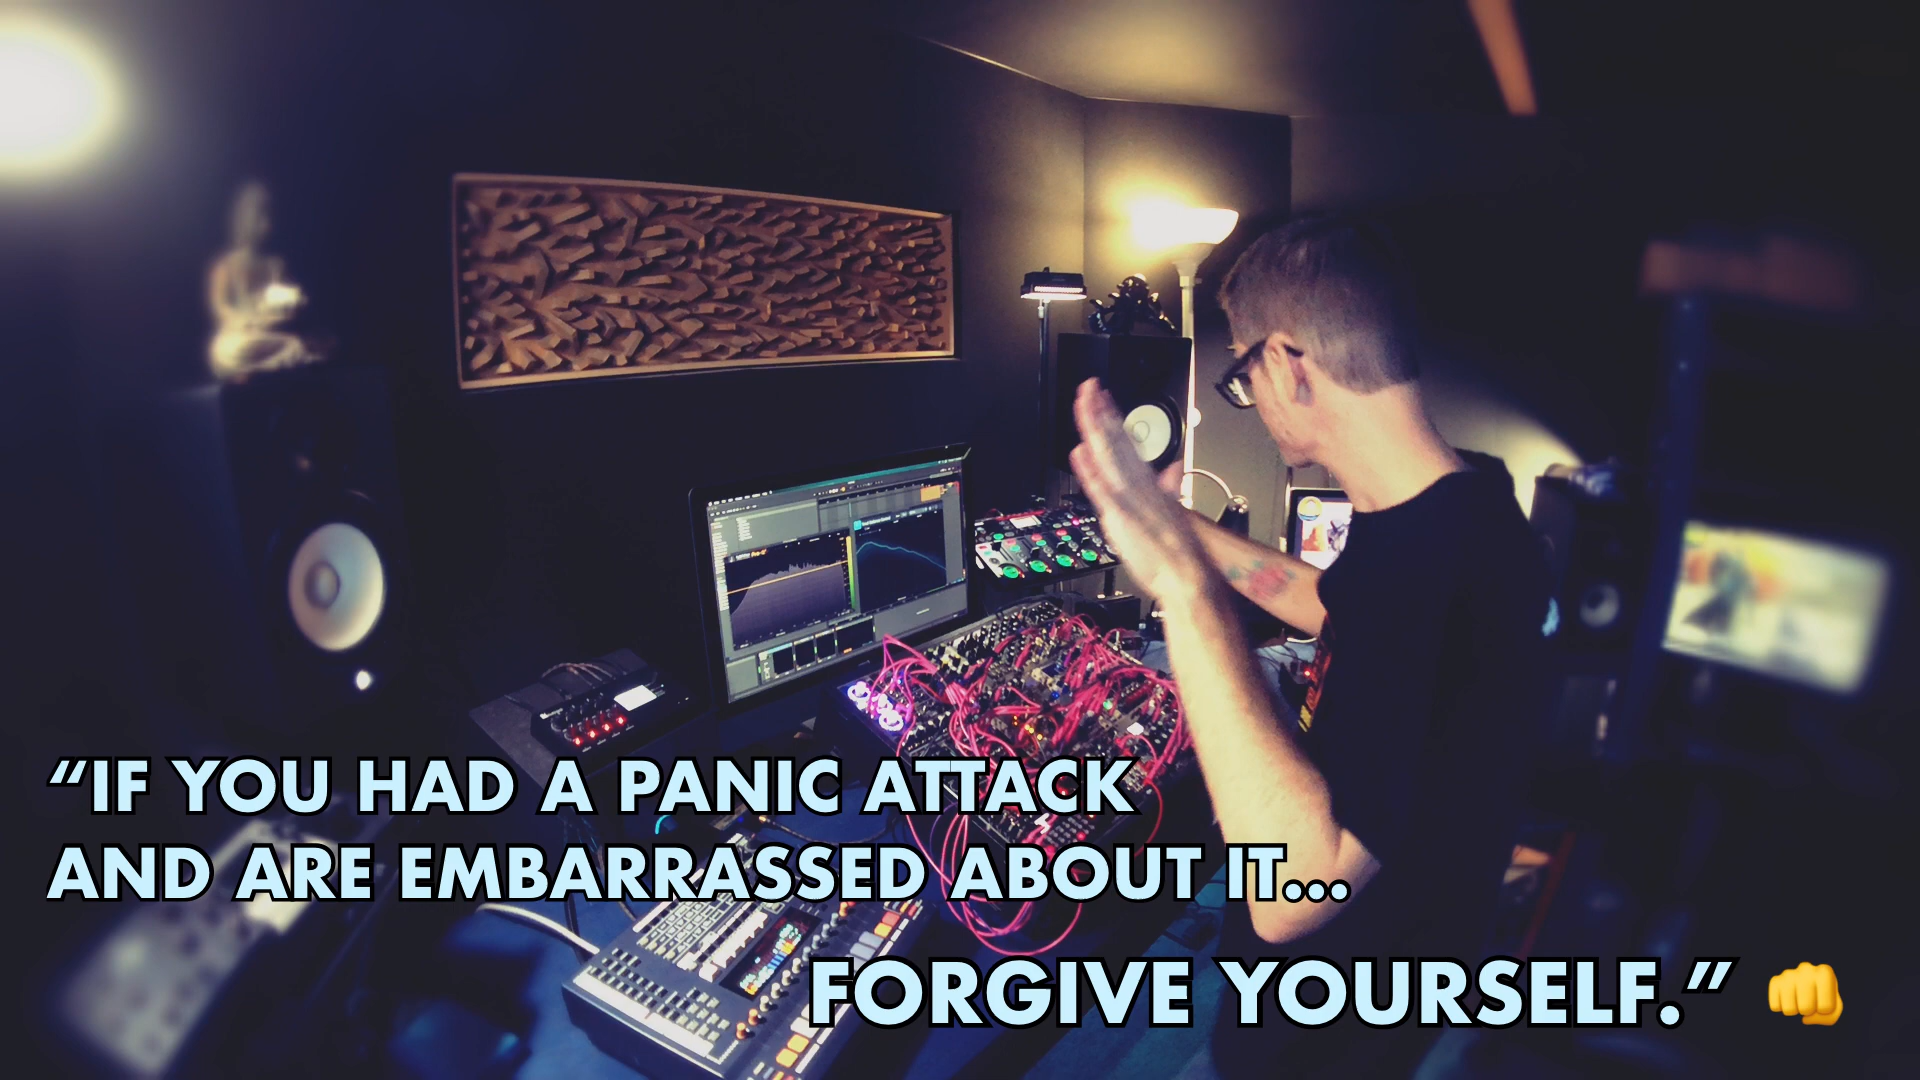 “IF YOU HAD A PANIC ATTACK
AND ARE EMBARRASSED ABOUT IT...
FORGIVE YOURSELF.” 👊